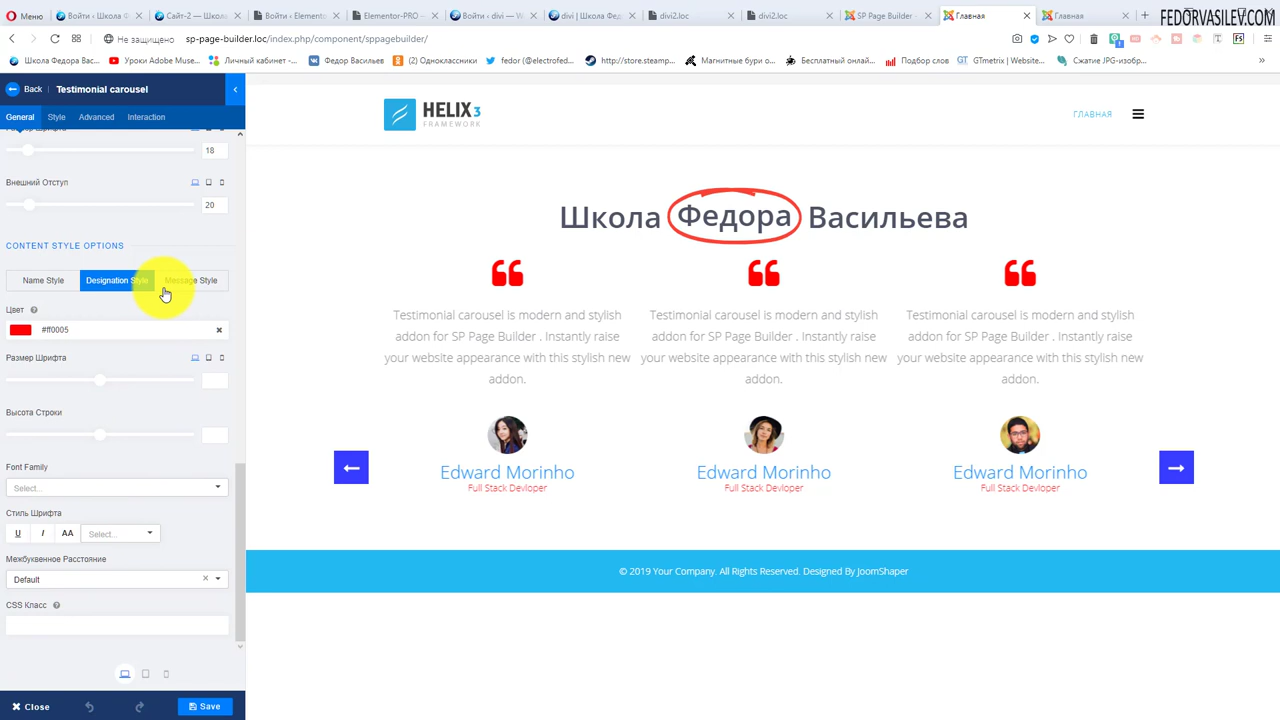 Меню
Войти ‹ Школа Ф
Сайт-2 — Школа
Войти ‹ Elemento
Elementor-PRO –
Войти ‹ divi — W
divi | Школа Фед
divi2.loc
divi2.loc
SP Page Builder -
Главная
Главная
FEDORVASILEV.COM
Не защищено
sp-page-builder.loc/index.php/component/sppagebuilder/
Школа Федора Вас...
Уроки Adobe Muse...
Личный кабинет -...
Федор Васильев
(2) Одноклассники
fedor (@electrofed...
http://store.steamp...
Магнитные бури о...
Бесплатный онлай...
Подбор слов
GTmetrix | Website...
Сжатие JPG-изобр...
Back
Testimonial carousel
General Style Advanced Interaction
Размер Шрифта
18
Внешний Отступ
20
CONTENT STYLE OPTIONS
Name Style Designation Style Message Style
Цвет
#ff0005
Размер Шрифта
Высота Строки
Font Family
Select...
Стиль Шрифта
U I AA Select...
Межбуквенное Расстояние
Default
CSS Класс
Close
Save
HELIX3
FRAMEWORK
ГЛАВНАЯ
Школа Федора Васильева
Testimonial carousel is modern and stylish
addon for SP Page Builder . Instantly raise
your website appearance with this stylish new
addon.
Edward Morinho
Full Stack Devloper
Testimonial carousel is modern and stylish
addon for SP Page Builder . Instantly raise
your website appearance with this stylish new
addon.
Edward Morinho
Full Stack Devloper
Testimonial carousel is modern and stylish
addon for SP Page Builder . Instantly raise
your website appearance with this stylish new
addon.
Edward Morinho
Full Stack Devloper
© 2019 Your Company. All Rights Reserved. Designed By JoomShaper